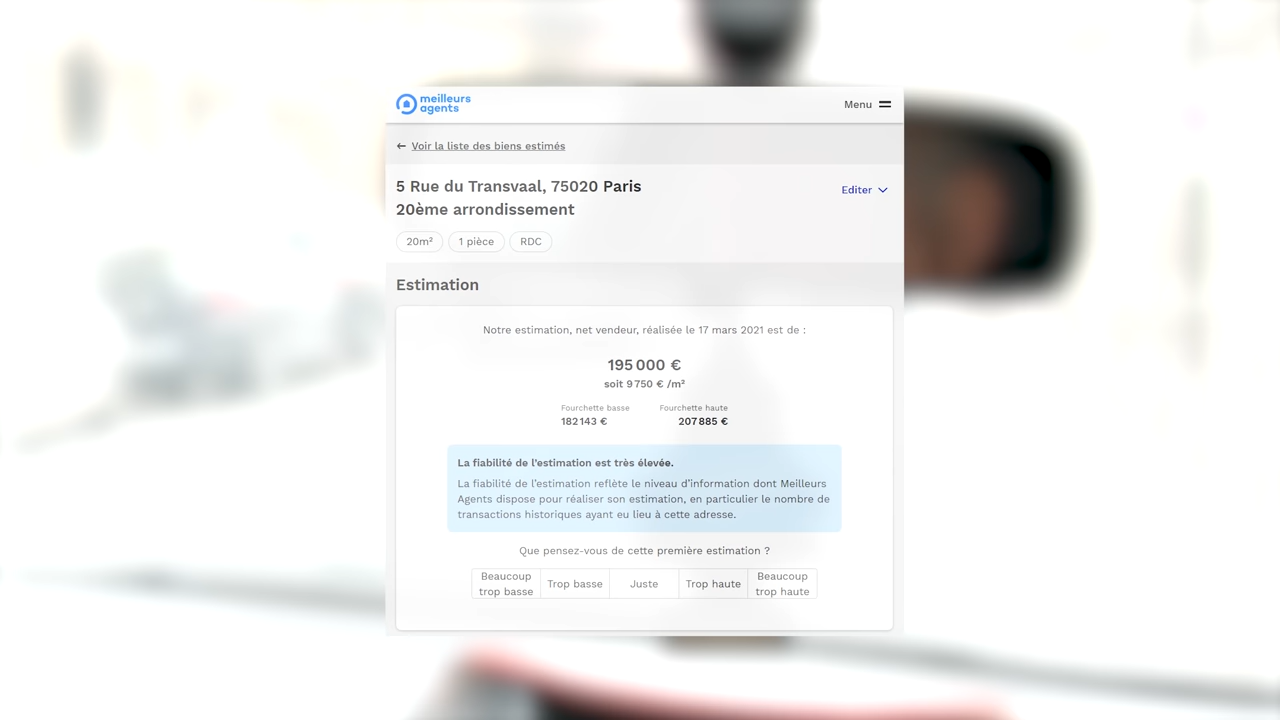 meilleurs
agents
Menu
Voir la liste des biens estimés
5 Rue du Transvaal, 75020 Paris
20ème arrondissement
Editer
20m² 1 pièce RDC
Estimation
Notre estimation, net vendeur, réalisée le 17 mars 2021 est de :
195 000 €
soit 9 750 € /m²
Fourchette basse Fourchette haute
182 143 € 207 885 €
La fiabilité de l'estimation est très élevée.
La fiabilité de l'estimation reflète le niveau d'information dont Meilleurs
Agents dispose pour réaliser son estimation, en particulier le nombre de
transactions historiques ayant eu lieu à cette adresse.
Que pensez-vous de cette première estimation ?
Beaucoup
trop basse
Trop basse
Juste
Trop haute
Beaucoup
trop haute